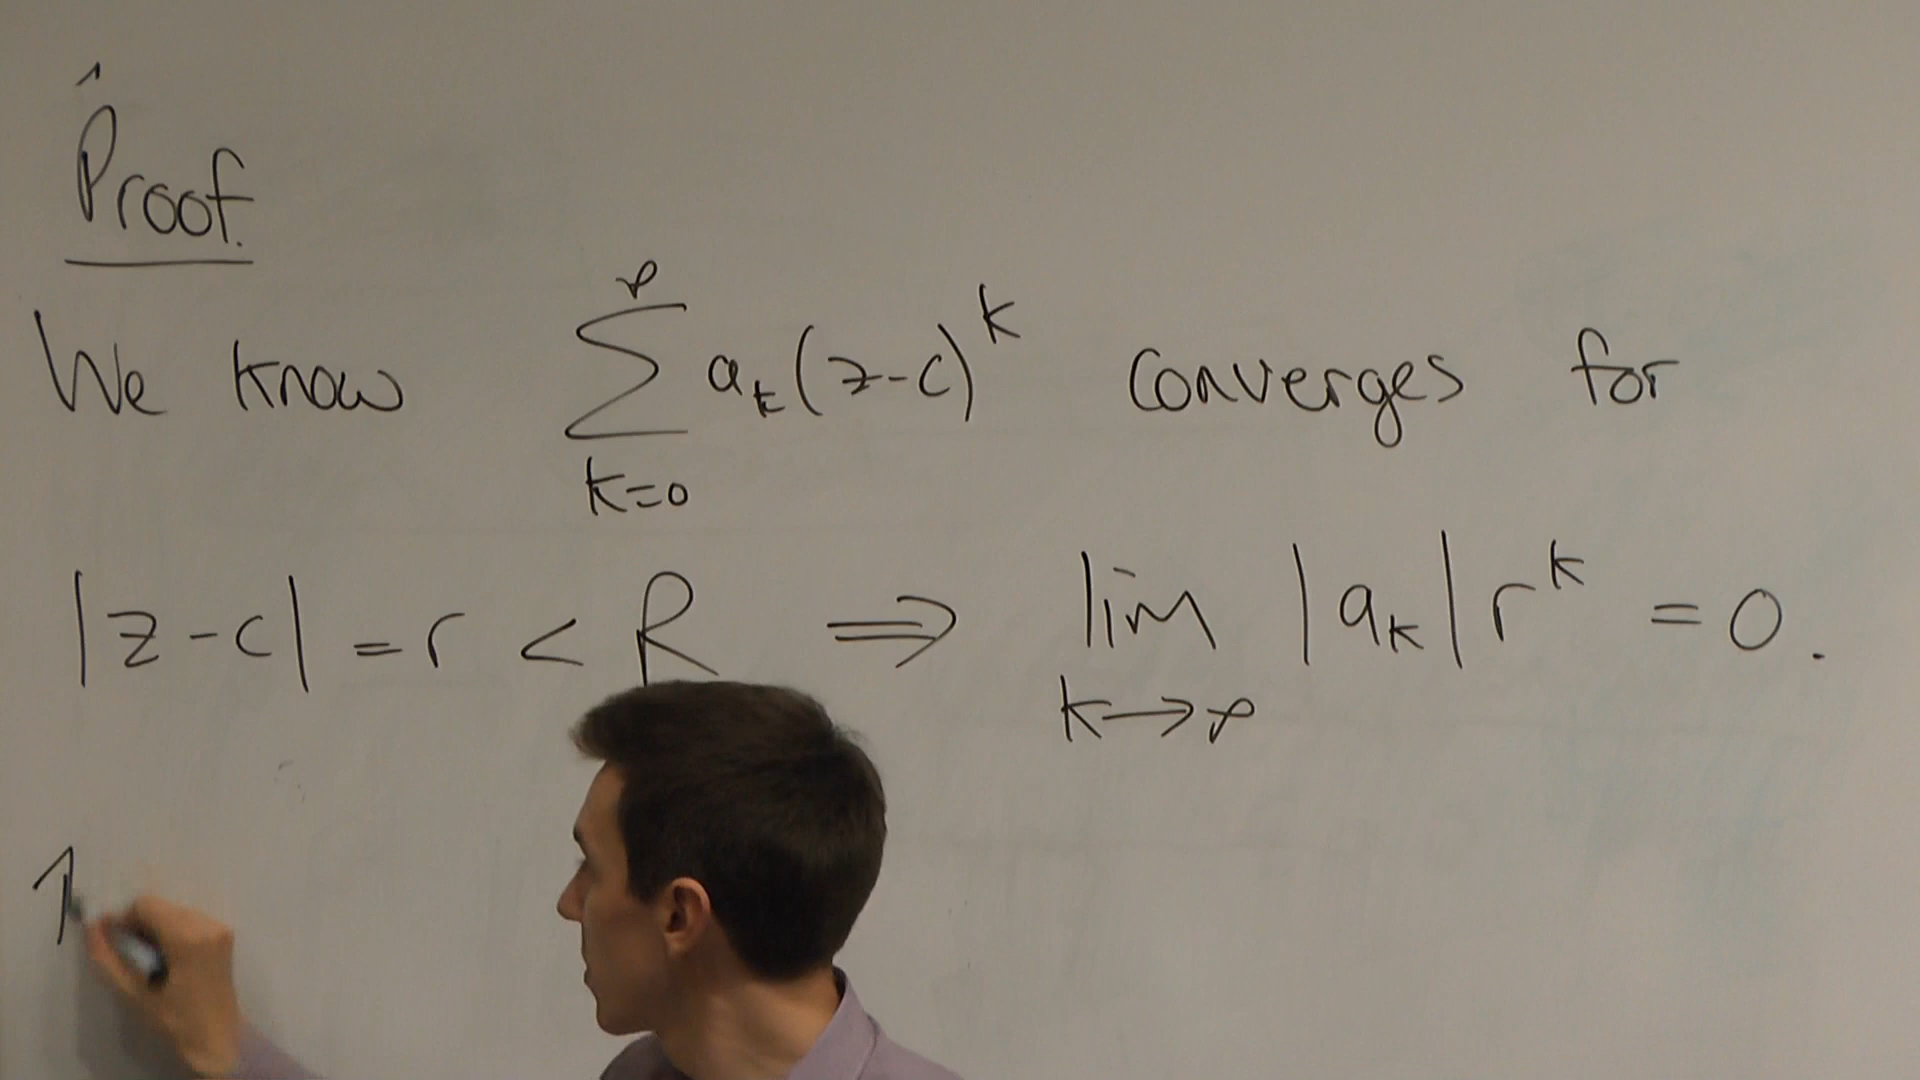 Proof.
We know ∑_{k=0}^{∞} a_k (z-c)^k converges for
|z-c| = r < R ⇒ lim_{k→∞} |a_k| r^k = 0.